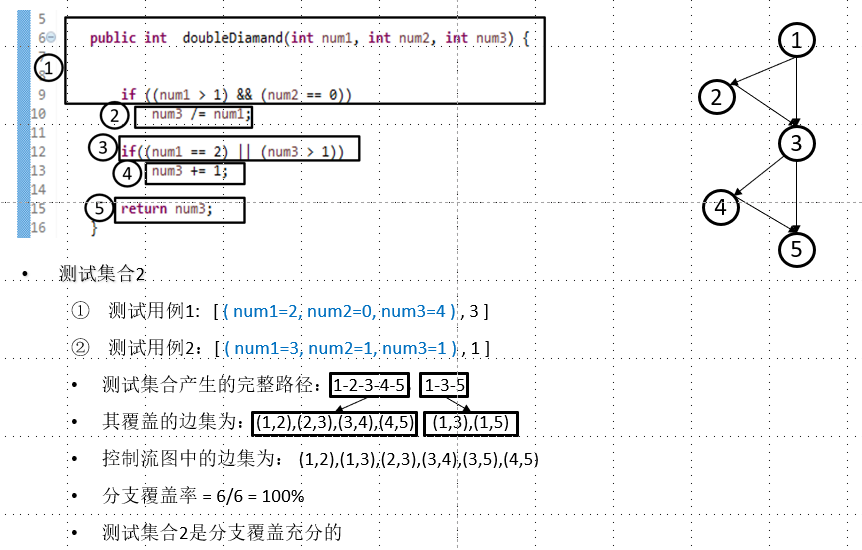 5
6 public int doubleDiamand(int num1, int num2, int num3) {
①
9 if ((num1 > 1) && (num2 == 0))
10 ② num3 /= num1;
11
12 ③ if((num1 == 2) || (num3 > 1))
13 ④ num3 += 1;
14
15 ⑤ return num3;
16 }
1
2
3
4
5
• 测试集合2
① 测试用例1: [ ( num1=2, num2=0, num3=4 ) , 3 ]
② 测试用例2：[ ( num1=3, num2=1, num3=1 ) , 1 ]
• 测试集合产生的完整路径：1-2-3-4-5, 1-3-5
• 其覆盖的边集为：(1,2),(2,3),(3,4),(4,5) (1,3),(1,5)
• 控制流图中的边集为： (1,2),(1,3),(2,3),(3,4),(3,5),(4,5)
• 分支覆盖率 = 6/6 = 100%
• 测试集合2是分支覆盖充分的